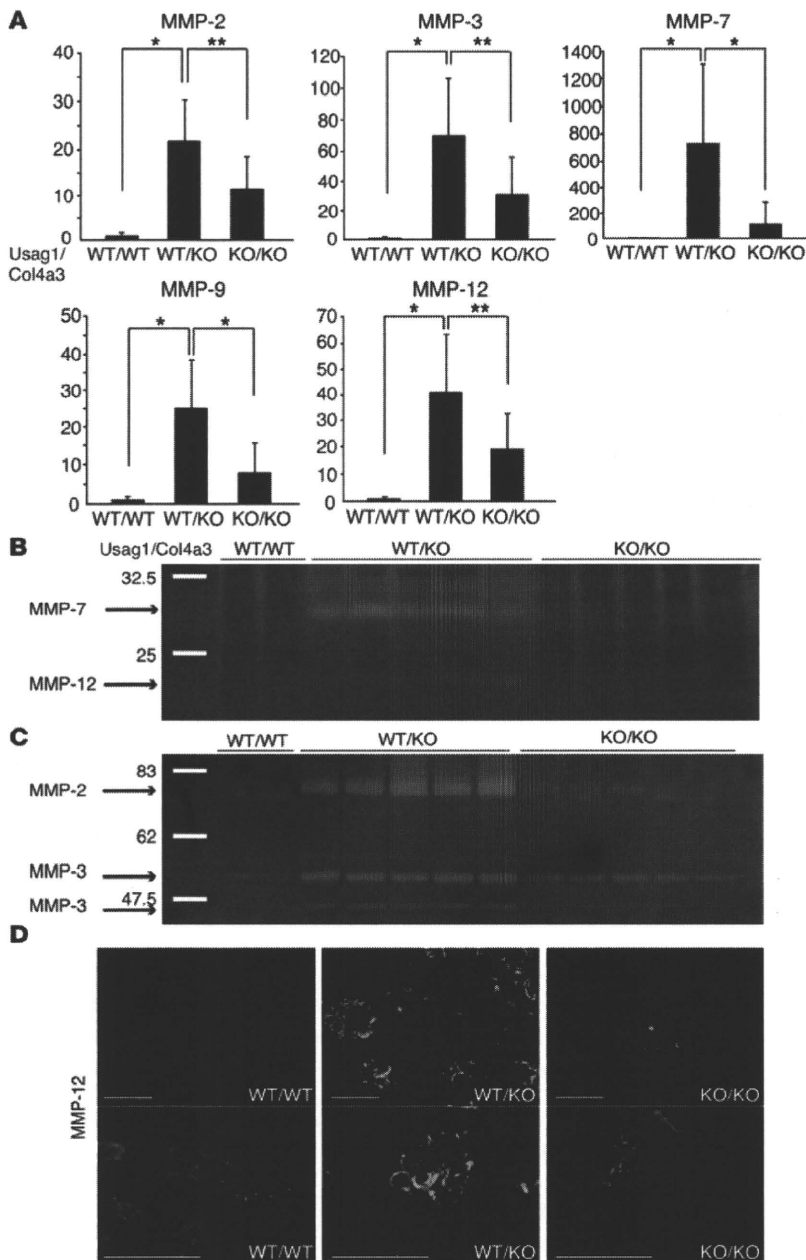 A
MMP-2 MMP-3 MMP-7
40 120 1400
* ** * ** * *
1200
30 100
1000
80
20 800
60
600
40
10 400
20 200
0 0 0
Usag1/ WT/WT WT/KO KO/KO WT/WT WT/KO KO/KO WT/WT WT/KO KO/KO
Col4a3
MMP-9 MMP-12
50 70
* * * **
60
40
50
30 40
20 30
20
10
10
0 0
WT/WT WT/KO KO/KO WT/WT WT/KO KO/KO
B Usag1/Col4a3 WT/WT WT/KO KO/KO
32.5
MMP-7
25
MMP-12
C WT/WT WT/KO KO/KO
83
MMP-2
62
MMP-3
47.5
MMP-3
D
MMP-12
WT/WT WT/KO KO/KO
WT/WT WT/KO KO/KO